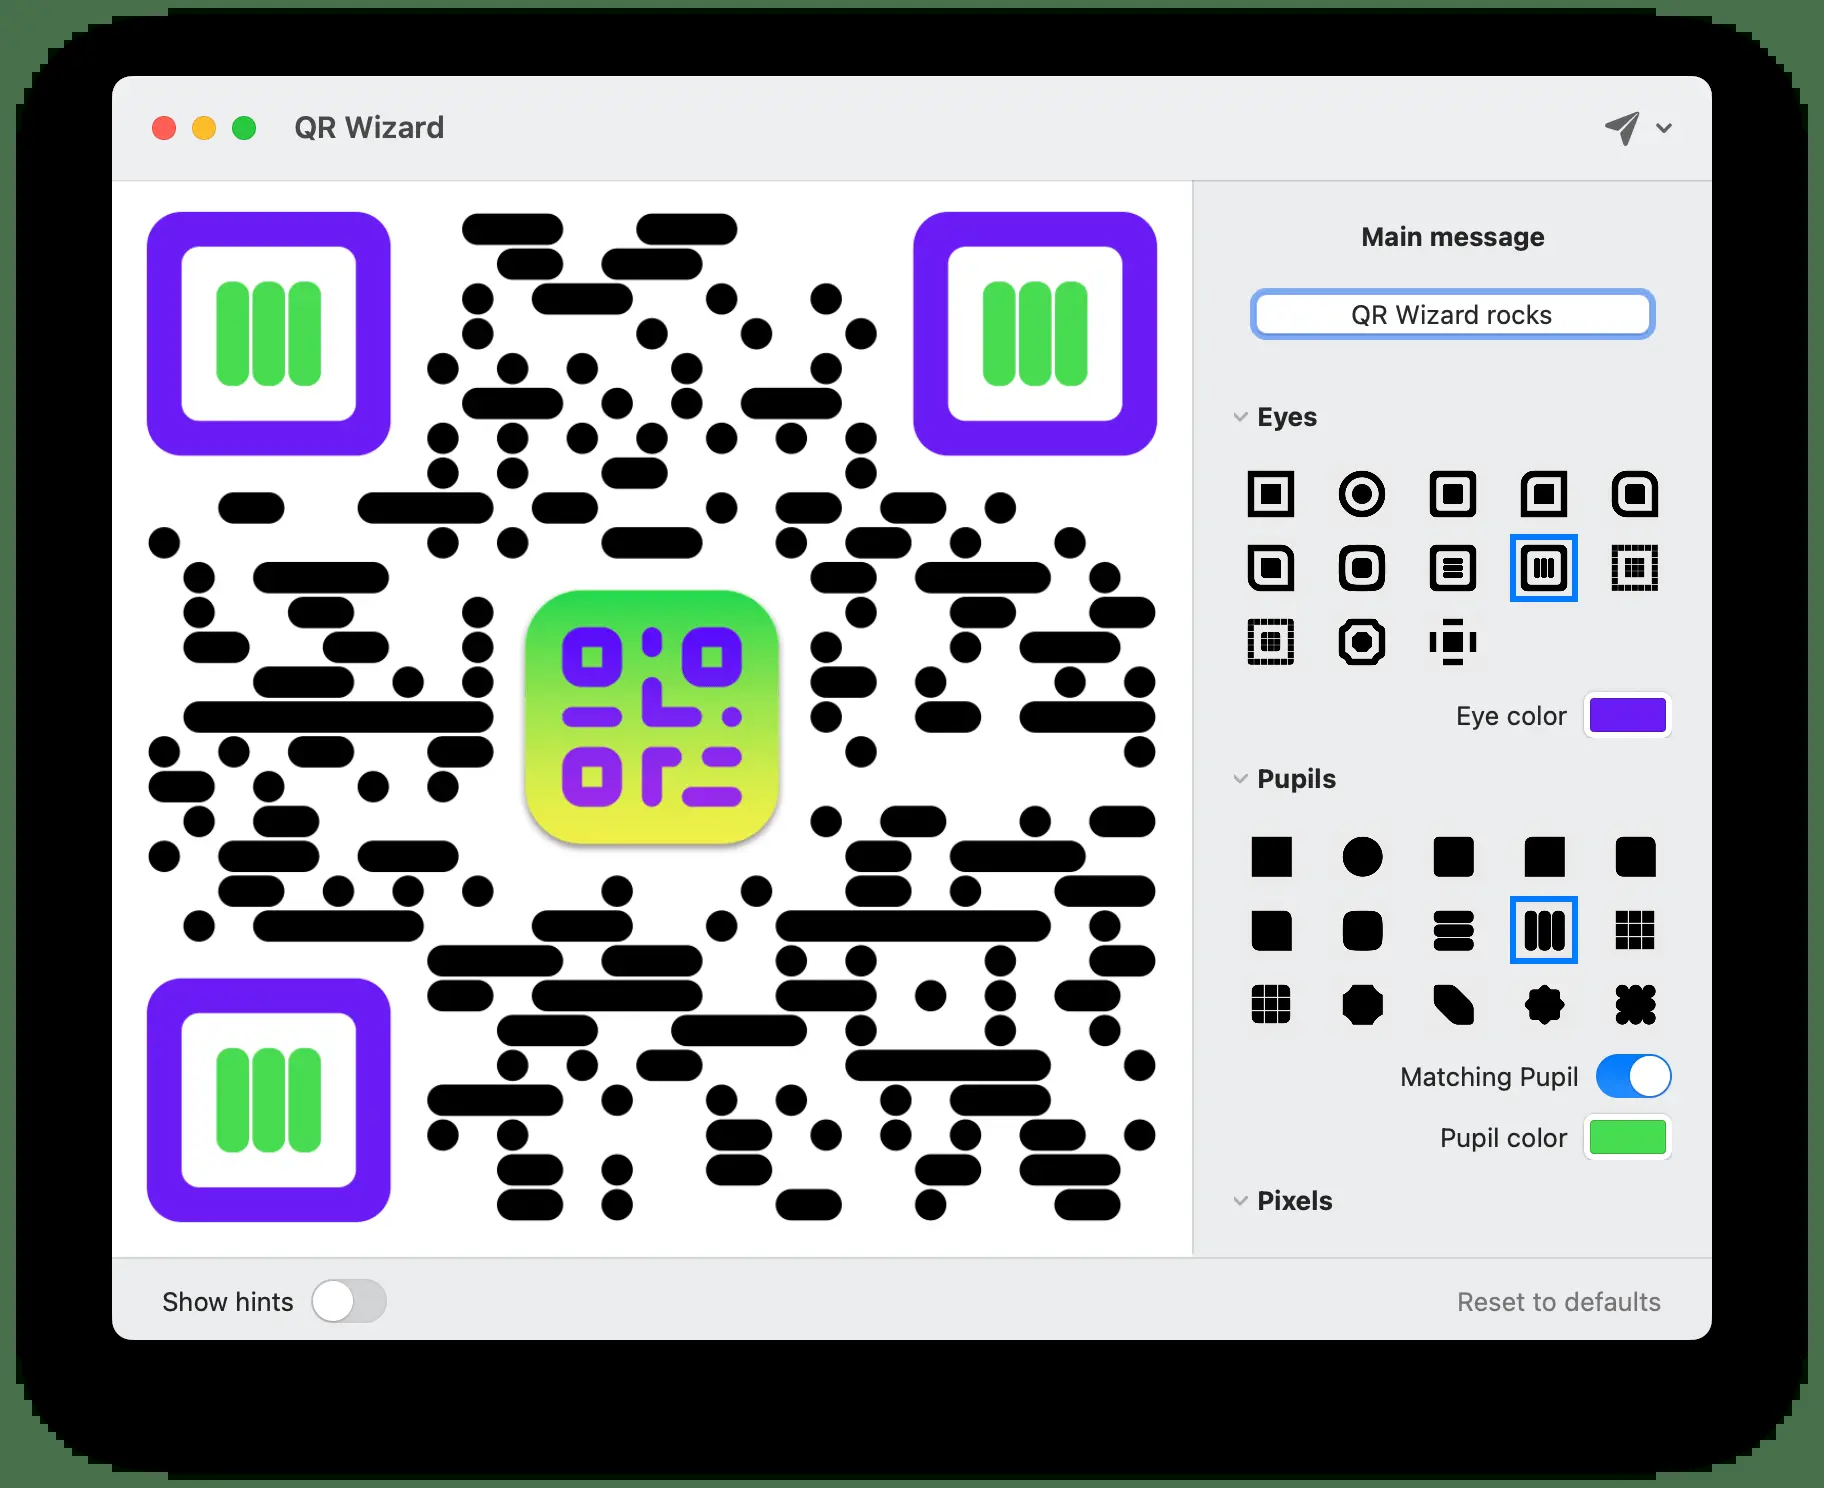 QR Wizard
Main message
QR Wizard rocks
Eyes
Eye color
Pupils
Matching Pupil
Pupil color
Pixels
Show hints
Reset to defaults